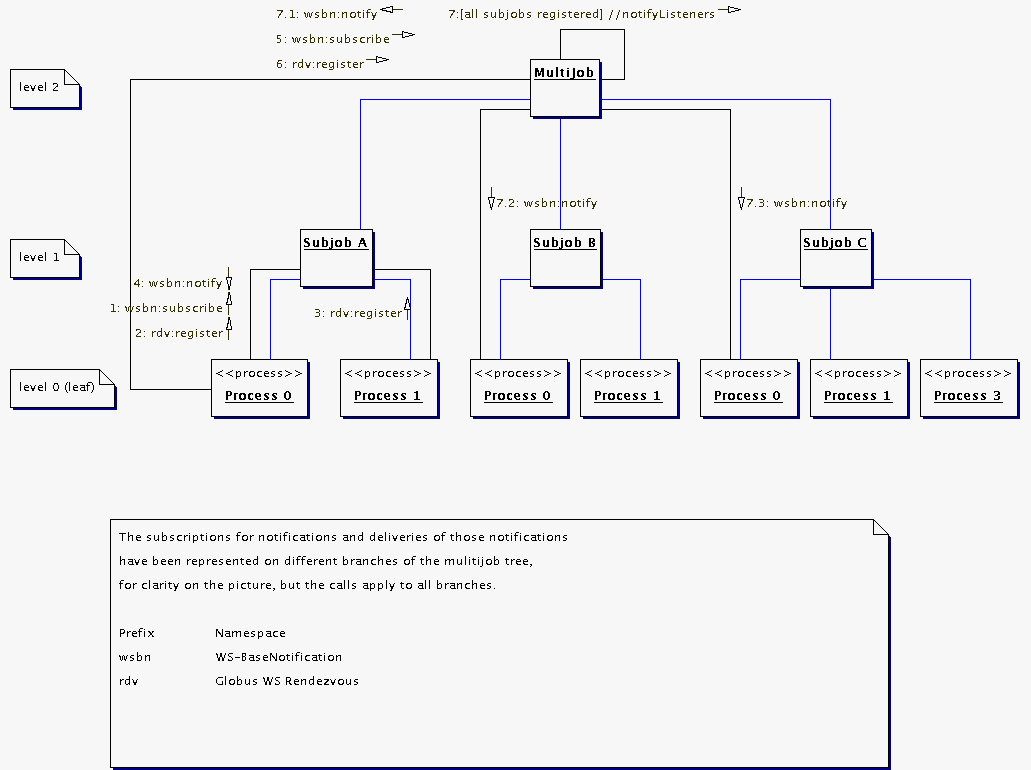 7.1: wsbn:notify
7:[all subjobs registered] //notifyListeners
5: wsbn:subscribe
6: rdv:register
MultiJob
level 2
7.2: wsbn:notify
7.3: wsbn:notify
level 1
Subjob A
Subjob B
Subjob C
4: wsbn:notify
1: wsbn:subscribe
3: rdv:register
2: rdv:register
level 0 (leaf)
<<process>>
Process 0
<<process>>
Process 1
<<process>>
Process 0
<<process>>
Process 1
<<process>>
Process 0
<<process>>
Process 1
<<process>>
Process 3
The subscriptions for notifications and deliveries of those notifications
have been represented on different branches of the mulitijob tree,
for clarity on the picture, but the calls apply to all branches.
Prefix Namespace
wsbn WS-BaseNotification
rdv Globus WS Rendezvous